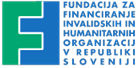 FUNDACIJA ZA
FINANCIRANJE
INVALIDSKIH IN
HUMANITARNIH
ORGANIZACIJ
V REPUBLIKI
SLOVENIJI